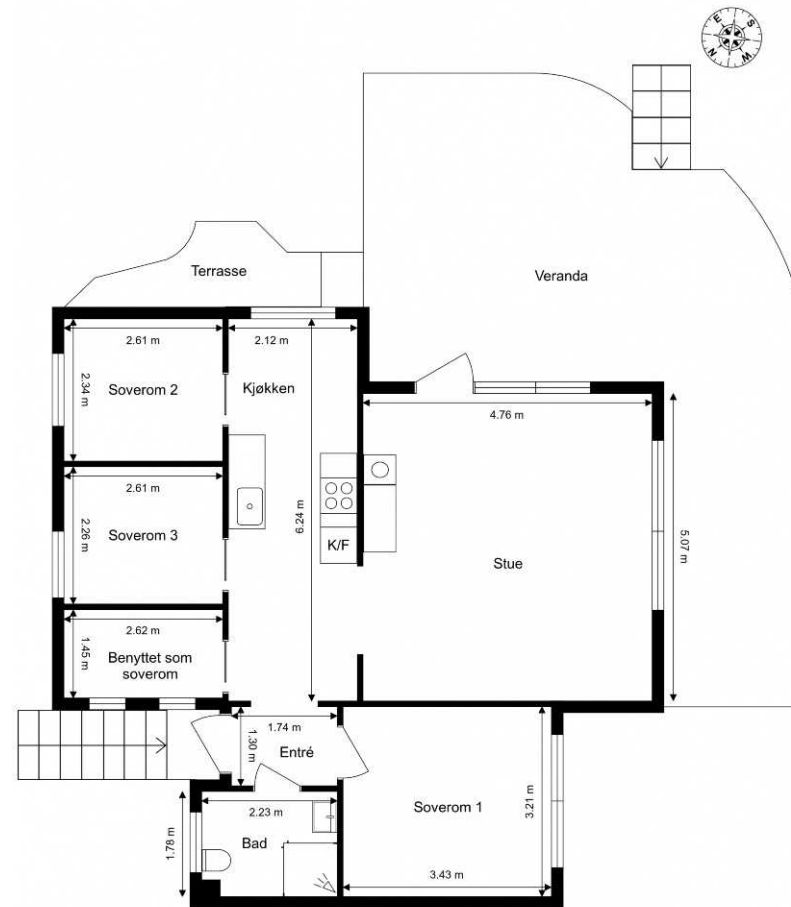 E S
N W
Terrasse
Veranda
2.61 m
2.12 m
2.34 m
Soverom 2
Kjøkken
4.76 m
2.61 m
2.26 m
Soverom 3
6.24 m
K/F
Stue
5.07 m
2.62 m
1.45 m
Benyttet som
soverom
1.74 m
1.30 m
Entré
2.23 m
1.78 m
Bad
Soverom 1
3.21 m
3.43 m